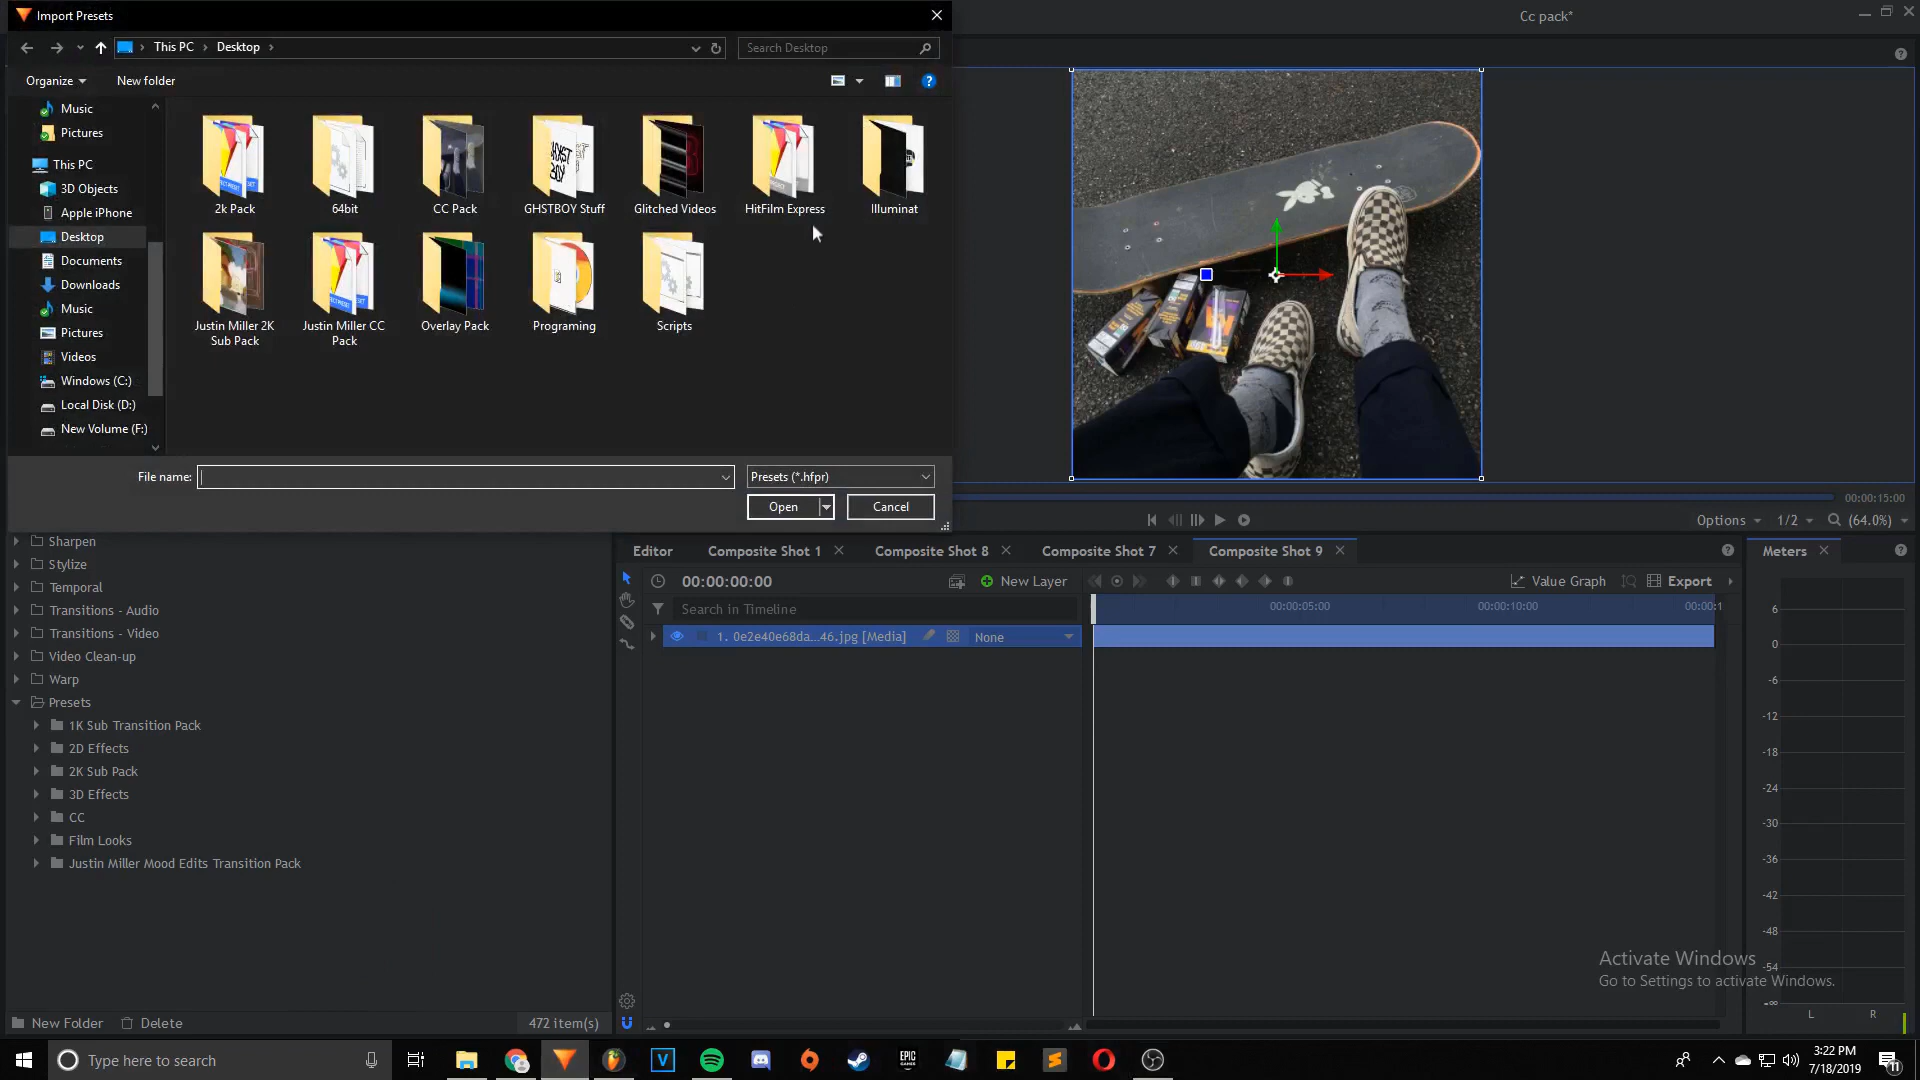 Import Presets
Cc pack*
This PC
Desktop
Search Desktop
Organize
New folder
Music
Pictures
This PC
3D Objects
Apple iPhone
Desktop
Documents
Downloads
Music
Pictures
Videos
Windows (C:)
Local Disk (D:)
New Volume (F:)
2k Pack
64bit
CC Pack
GHSTBOY Stuff
Glitched Videos
HitFilm Express
Illuminat
Justin Miller 2K
Sub Pack
Justin Miller CC
Pack
Overlay Pack
Programing
Scripts
File name:
Presets (*.hfpr)
Open
Cancel
00:00:15:00
Options
1/2
(64.0%)
Sharpen
Stylize
Temporal
Transitions - Audio
Transitions - Video
Video Clean-up
Warp
Presets
1K Sub Transition Pack
2D Effects
2K Sub Pack
3D Effects
CC
Film Looks
Justin Miller Mood Edits Transition Pack
New Folder
Delete
472 item(s)
Editor
Composite Shot 1
Composite Shot 8
Composite Shot 7
Composite Shot 9
00:00:00:00
New Layer
Value Graph
Export
Search in Timeline
00:00:05:00
00:00:10:00
00:00:1
1. 0e2e40e68da...46.jpg [Media]
None
Meters
6
0
-6
-12
-18
-24
-30
-36
-42
-48
-54
-∞
L
R
Activate Windows
Go to Settings to activate Windows.
Type here to search
EPIC
GAMES
3:22 PM
7/18/2019
11